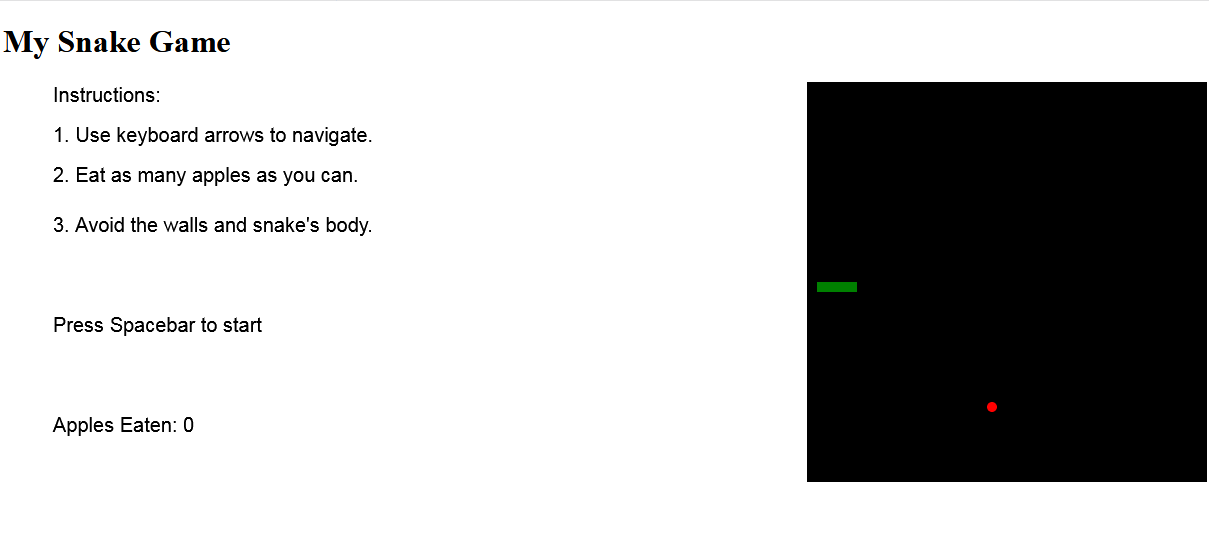 My Snake Game
Instructions:
1. Use keyboard arrows to navigate.
2. Eat as many apples as you can.
3. Avoid the walls and snake's body.
Press Spacebar to start
Apples Eaten: 0